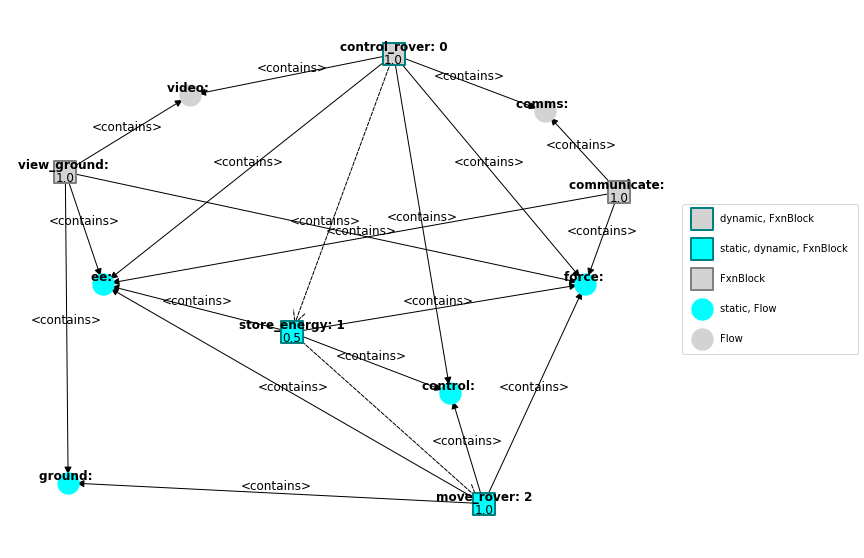 control_rover: 0
1.0
<contains>
<contains>
video:
comms:
<contains>
<contains>
view_ground:
1.0
<contains>
<contains>
communicate:
1.0
<contains>
<contains>
<contains>
<contains>
<contains>
ee:
force:
<contains>
<contains>
<contains>
store_energy: 1
0.5
<contains>
<contains>
control:
<contains>
<contains>
ground:
<contains>
move_rover: 2
1.0
dynamic, FxnBlock
static, dynamic, FxnBlock
FxnBlock
static, Flow
Flow